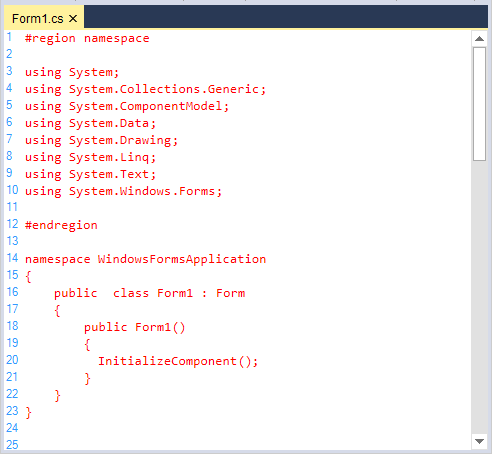 Form1.cs ×
1 #region namespace
2
3 using System;
4 using System.Collections.Generic;
5 using System.ComponentModel;
6 using System.Data;
7 using System.Drawing;
8 using System.Linq;
9 using System.Text;
10 using System.Windows.Forms;
11
12 #endregion
13
14 namespace WindowsFormsApplication
15 {
16     public  class Form1 : Form
17     {
18         public Form1()
19         {
20           InitializeComponent();
21         }
22     }
23 }
24
25